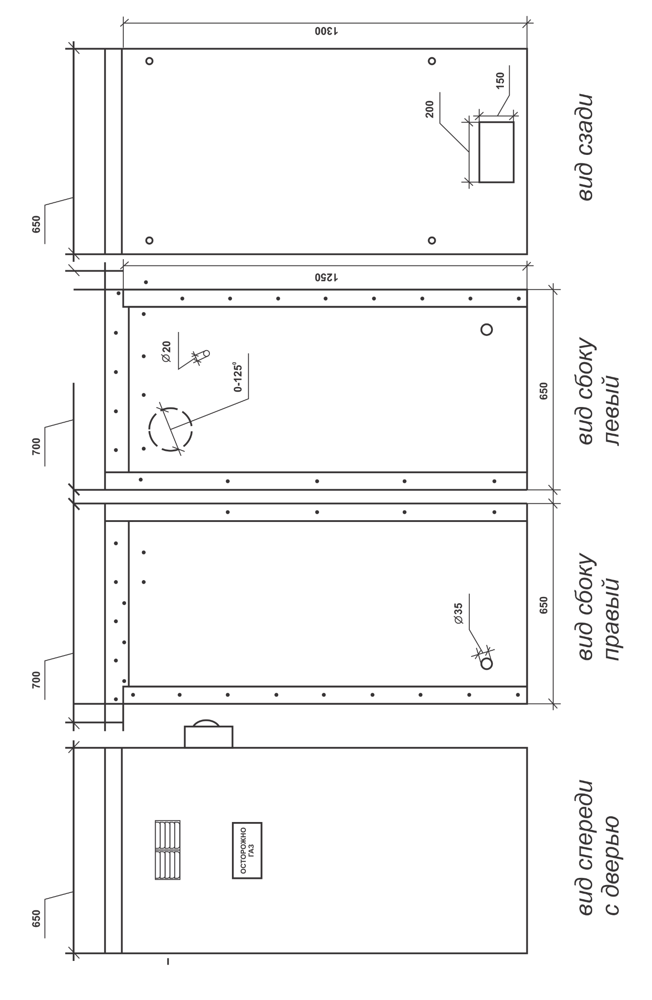 650
700
700
650
ОСТОРОЖНО
ГАЗ
Ø35
Ø20
0-125⁰
200
150
650
650
1250
1300
вид спереди
с дверью
вид сбоку
правый
вид сбоку
левый
вид сзади